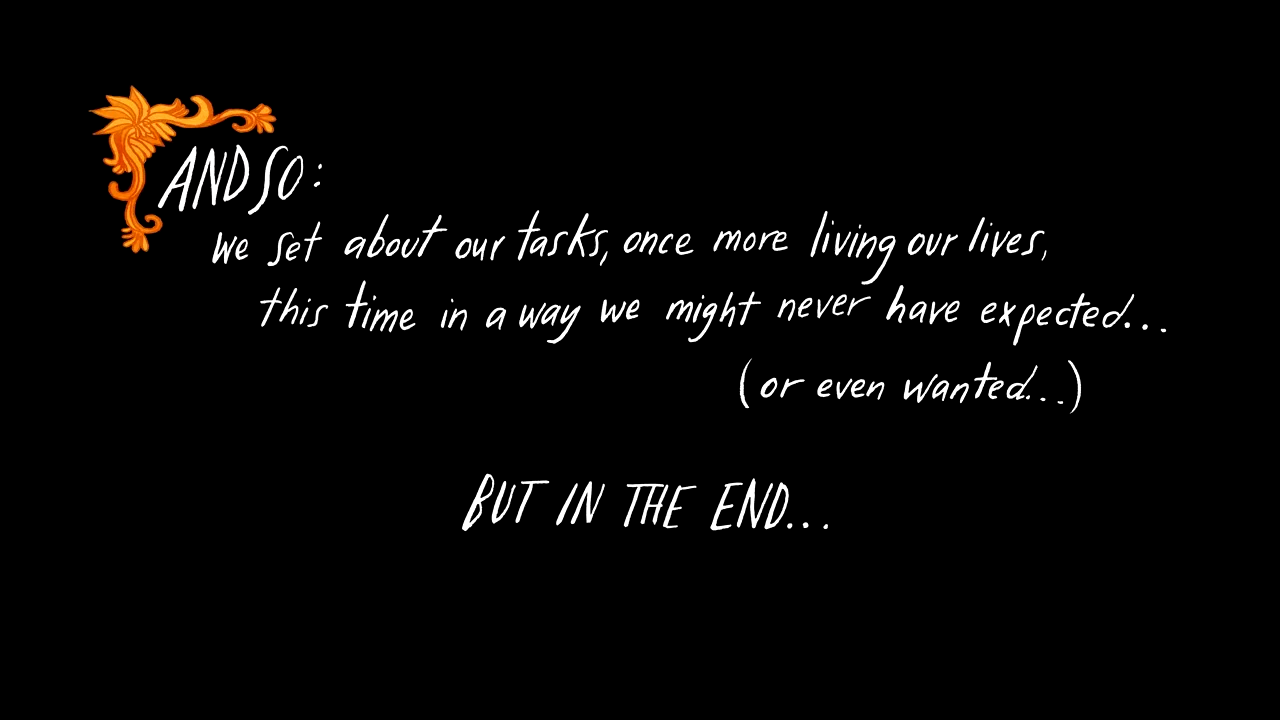 AND SO:
we set about our tasks, once more living our lives,
this time in a way we might never have expected...
(or even wanted...)
BUT IN THE END...